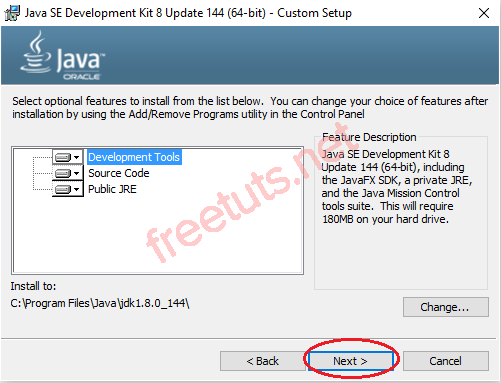 Java SE Development Kit 8 Update 144 (64-bit) - Custom Setup
Java
ORACLE
Select optional features to install from the list below. You can change your choice of features after
installation by using the Add/Remove Programs utility in the Control Panel
Development Tools
Source Code
Public JRE
Feature Description
Java SE Development Kit 8
Update 144 (64-bit), including
the JavaFX SDK, a private JRE,
and the Java Mission Control
tools suite. This will require
180MB on your hard drive.
freetuts.net
Install to:
C:\Program Files\Java\jdk1.8.0_144\
Change...
< Back
Next >
Cancel